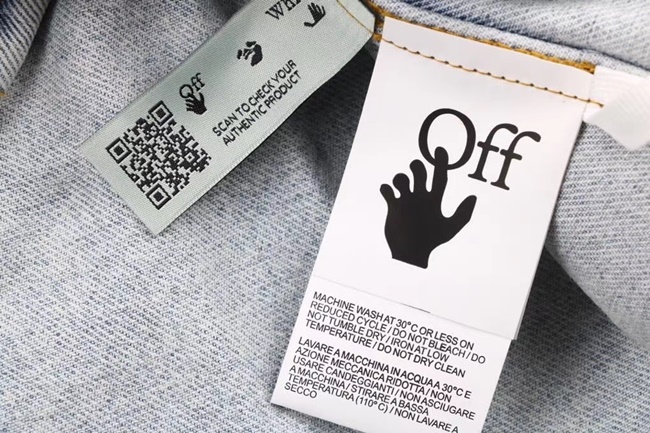 Off
SCAN TO CHECK YOUR
AUTHENTIC PRODUCT
Off
MACHINE WASH AT 30°C OR LESS ON
REDUCED CYCLE / DO NOT BLEACH / DO
NOT TUMBLE DRY / IRON AT LOW
TEMPERATURE / DO NOT DRY CLEAN
LAVARE A MACCHINA IN ACQUA A 30°C E
AZIONE MECCANICA RIDOTTA / NON
USARE CANDEGGIANTI / NON ASCIUGARE
A MACCHINA / STIRARE A BASSA
TEMPERATURA (110°C) / NON LAVARE A
SECCO